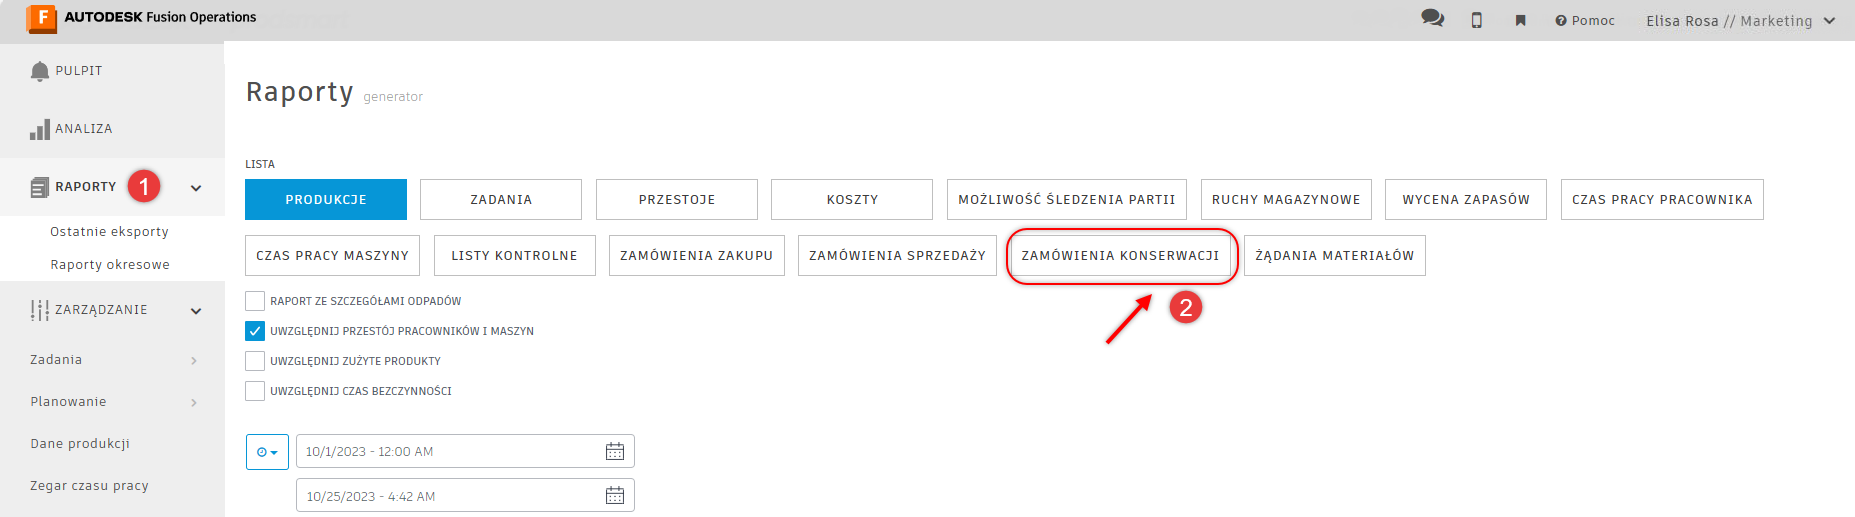 F AUTODESK Fusion Operations
Pomoc
Elisa Rosa // Marketing
PULPIT
ANALIZA
RAPORTY 1
Ostatnie eksporty
Raporty okresowe
ZARZĄDZANIE
Zadania
Planowanie
Dane produkcji
Zegar czasu pracy
Raporty generator
LISTA
PRODUKCJE ZADANIA PRZESTOJE KOSZTY MOŻLIWOŚĆ ŚLEDZENIA PARTII RUCHY MAGAZYNOWE WYCENA ZAPASÓW CZAS PRACY PRACOWNIKA
CZAS PRACY MASZYNY LISTY KONTROLNE ZAMÓWIENIA ZAKUPU ZAMÓWIENIA SPRZEDAŻY ZAMÓWIENIA KONSERWACJI ŻĄDANIA MATERIAŁÓW
2
RAPORT ZE SZCZEGÓŁAMI ODPADÓW
UWZGLĘDNIJ PRZESTÓJ PRACOWNIKÓW I MASZYN
UWZGLĘDNIJ ZUŻYTE PRODUKTY
UWZGLĘDNIJ CZAS BEZCZYNNOŚCI
10/1/2023 - 12:00 AM
10/25/2023 - 4:42 AM